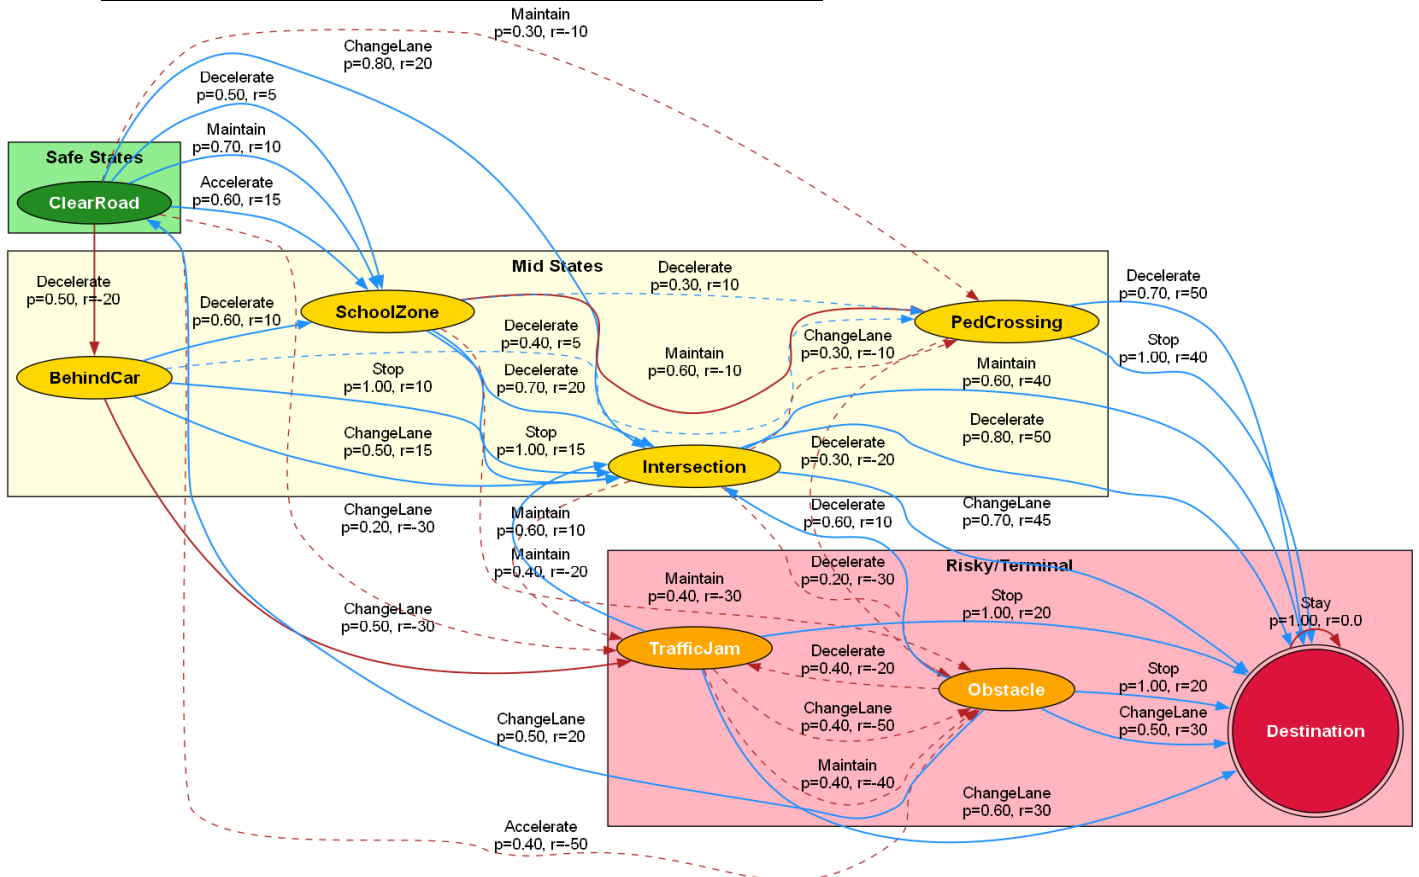 Maintain
p=0.30, r=-10
ChangeLane
p=0.80, r=20
Decelerate
p=0.50, r=5
Maintain
p=0.70, r=10
Accelerate
p=0.60, r=15
Safe States
ClearRoad
Mid States
Decelerate
p=0.50, r=-20
Decelerate
p=0.60, r=10
SchoolZone
BehindCar
Decelerate
p=0.30, r=10
Decelerate
p=0.40, r=5
Stop
p=1.00, r=10
Decelerate
p=0.70, r=20
Maintain
p=0.60, r=-10
ChangeLane
p=0.30, r=-10
PedCrossing
Decelerate
p=0.70, r=50
Stop
p=1.00, r=40
Maintain
p=0.60, r=40
ChangeLane
p=0.50, r=15
Stop
p=1.00, r=15
Intersection
Decelerate
p=0.30, r=-20
Decelerate
p=0.80, r=50
ChangeLane
p=0.20, r=-30
Maintain
p=0.60, r=10
Maintain
p=0.40, r=-20
Decelerate
p=0.60, r=10
ChangeLane
p=0.70, r=45
Risky/Terminal
Decelerate
p=0.20, r=-30
Maintain
p=0.40, r=-30
Stop
p=1.00, r=20
Stay
p=1.00, r=0.0
ChangeLane
p=0.50, r=-30
TrafficJam
Decelerate
p=0.40, r=-20
Obstacle
Stop
p=1.00, r=20
ChangeLane
p=0.50, r=30
Destination
ChangeLane
p=0.50, r=20
ChangeLane
p=0.40, r=-50
Maintain
p=0.40, r=-40
ChangeLane
p=0.60, r=30
Accelerate
p=0.40, r=-50